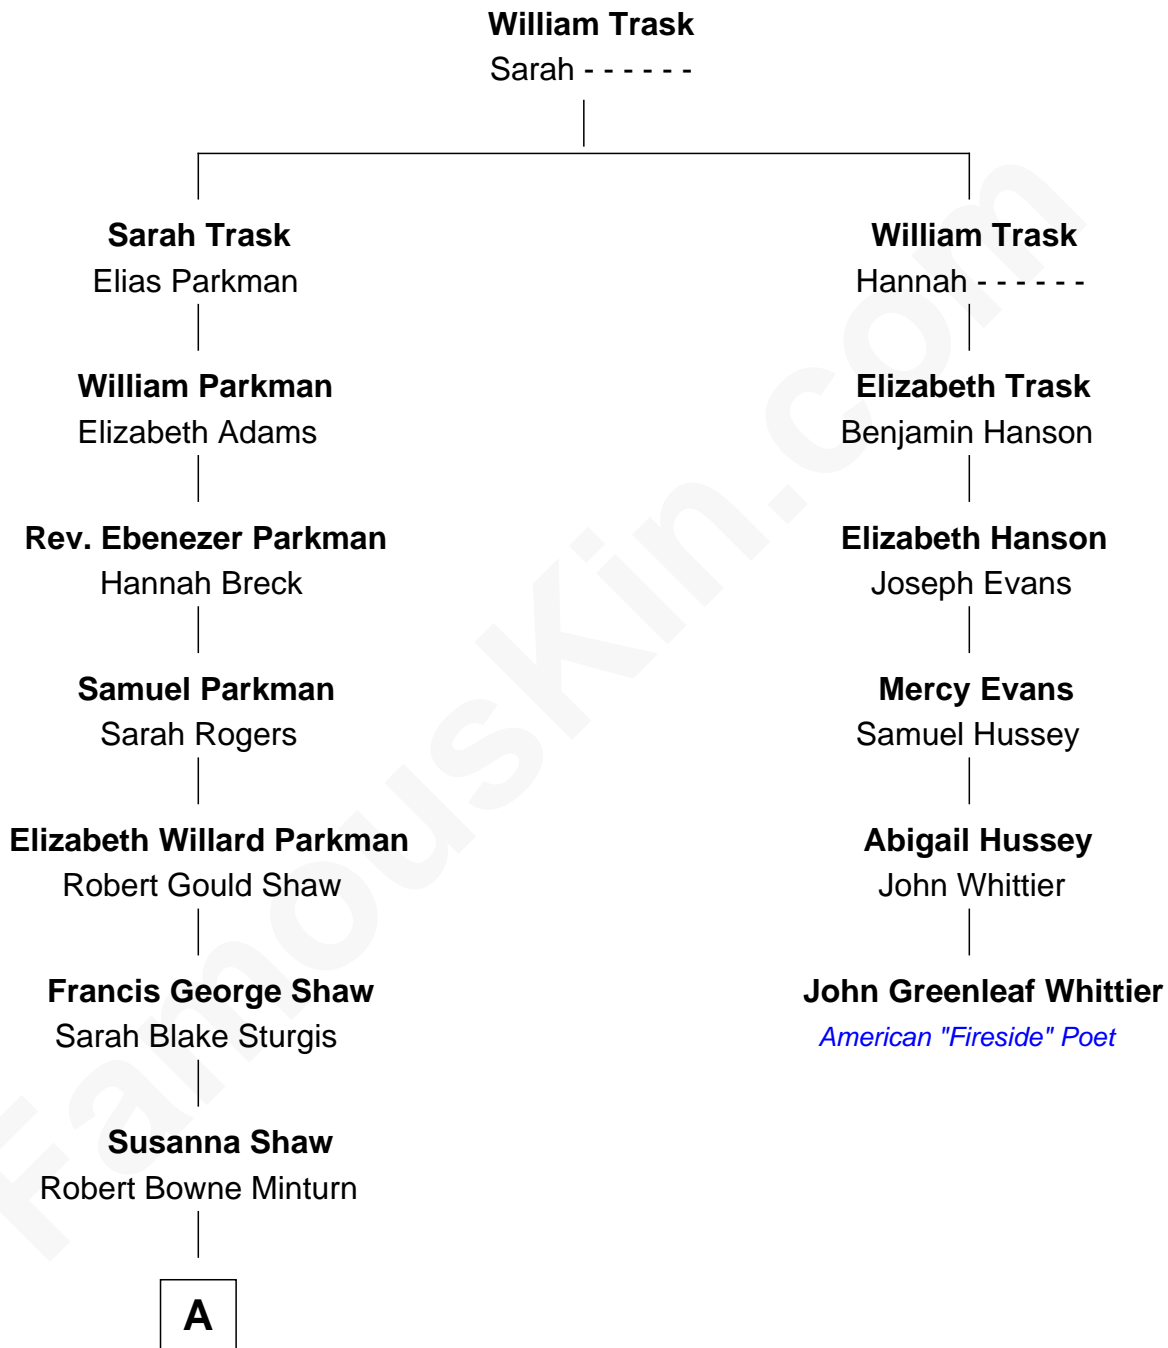 William Trask
Sarah - - - - - -
Sarah Trask
Elias Parkman
William Trask
Hannah - - - - - -
William Parkman
Elizabeth Adams
Elizabeth Trask
Benjamin Hanson
Rev. Ebenezer Parkman
Hannah Breck
Elizabeth Hanson
Joseph Evans
Samuel Parkman
Sarah Rogers
Mercy Evans
Samuel Hussey
Elizabeth Willard Parkman
Robert Gould Shaw
Abigail Hussey
John Whittier
Francis George Shaw
Sarah Blake Sturgis
John Greenleaf Whittier
American "Fireside" Poet
Susanna Shaw
Robert Bowne Minturn
A
FamousKin.com